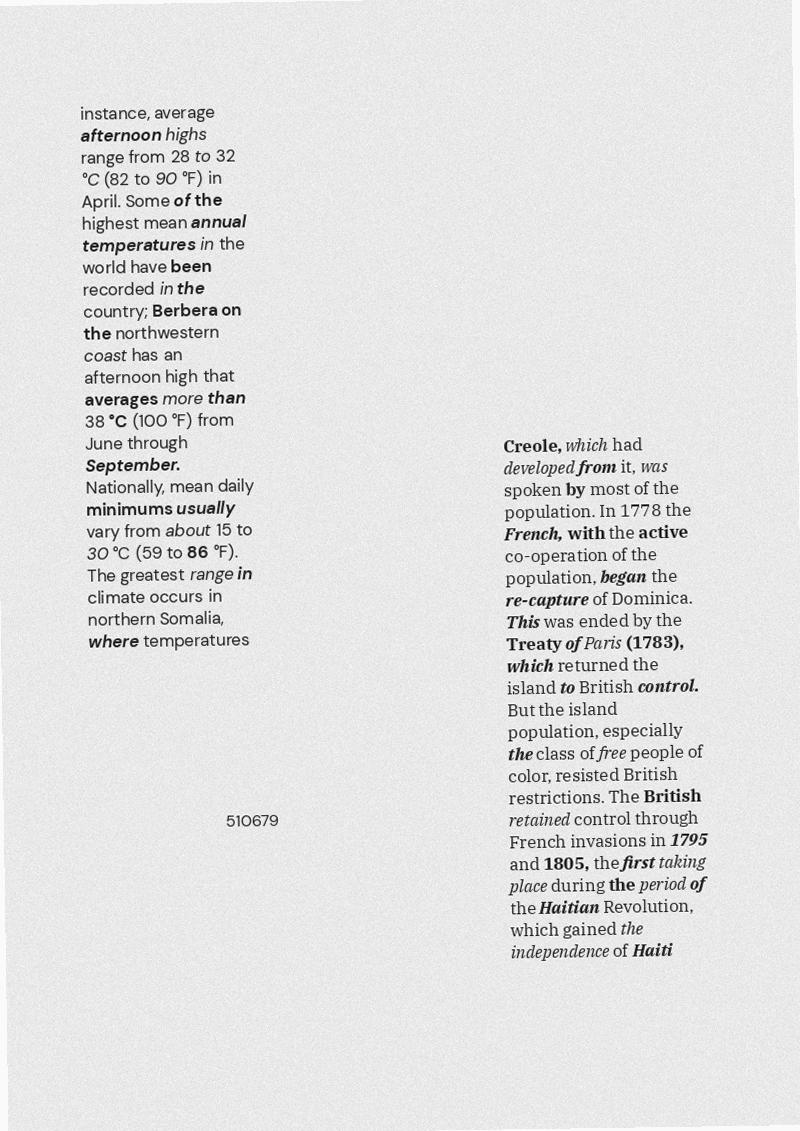 instance, average
afternoon highs
range from 28 to 32
°C (82 to 90 °F) in
April. Some of the
highest mean annual
temperatures in the
world have been
recorded in the
country; Berbera on
the northwestern
coast has an
afternoon high that
averages more than
38 °C (100 °F) from
June through
September.
Nationally, mean daily
minimums usually
vary from about 15 to
30 °C (59 to 86 °F).
The greatest range in
climate occurs in
northern Somalia,
where temperatures
510679
Creole, which had
developed from it, was
spoken by most of the
population. In 1778 the
French, with the active
co-operation of the
population, began the
re-capture of Dominica.
This was ended by the
Treaty of Paris (1783),
which returned the
island to British control.
But the island
population, especially
the class of free people of
color, resisted British
restrictions. The British
retained control through
French invasions in 1795
and 1805, the first taking
place during the period of
the Haitian Revolution,
which gained the
independence of Haiti